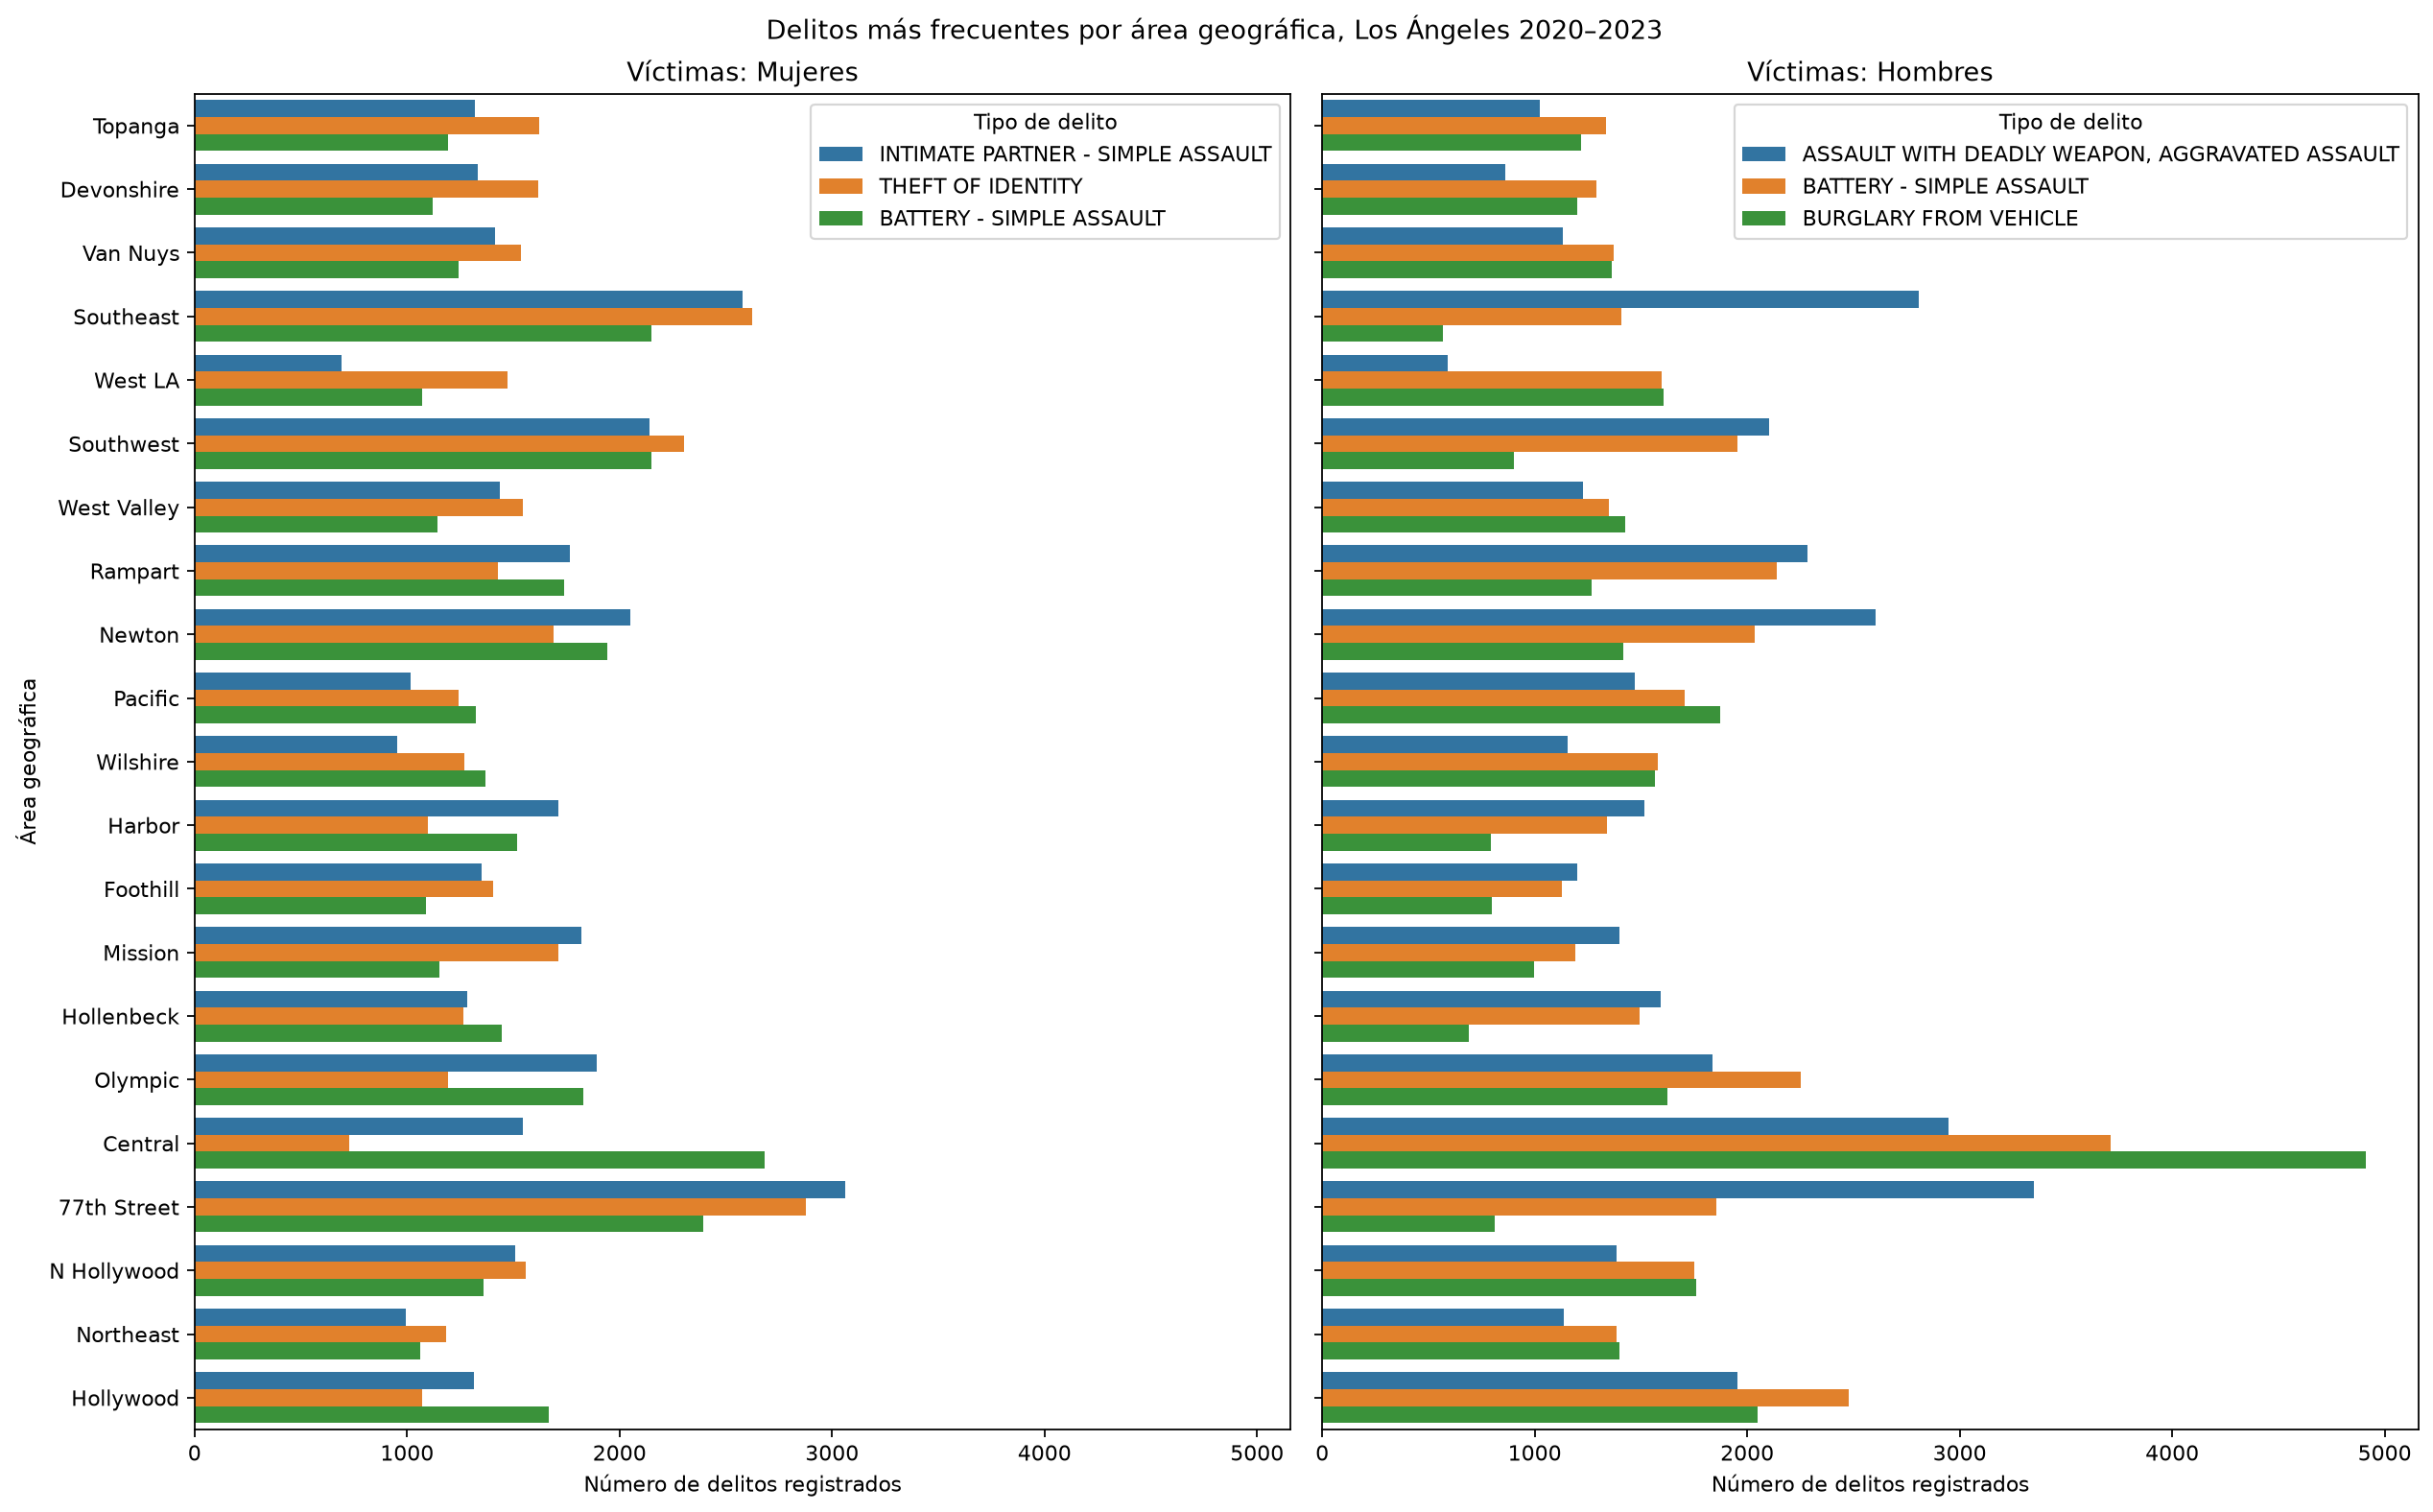 Delitos más frecuentes por área geográfica, Los Ángeles 2020–2023
Víctimas: Mujeres
Tipo de delito
INTIMATE PARTNER - SIMPLE ASSAULT
THEFT OF IDENTITY
BATTERY - SIMPLE ASSAULT
Área geográfica
Topanga
Devonshire
Van Nuys
Southeast
West LA
Southwest
West Valley
Rampart
Newton
Pacific
Wilshire
Harbor
Foothill
Mission
Hollenbeck
Olympic
Central
77th Street
N Hollywood
Northeast
Hollywood
0 1000 2000 3000 4000 5000
Número de delitos registrados
Víctimas: Hombres
Tipo de delito
ASSAULT WITH DEADLY WEAPON, AGGRAVATED ASSAULT
BATTERY - SIMPLE ASSAULT
BURGLARY FROM VEHICLE
0 1000 2000 3000 4000 5000
Número de delitos registrados